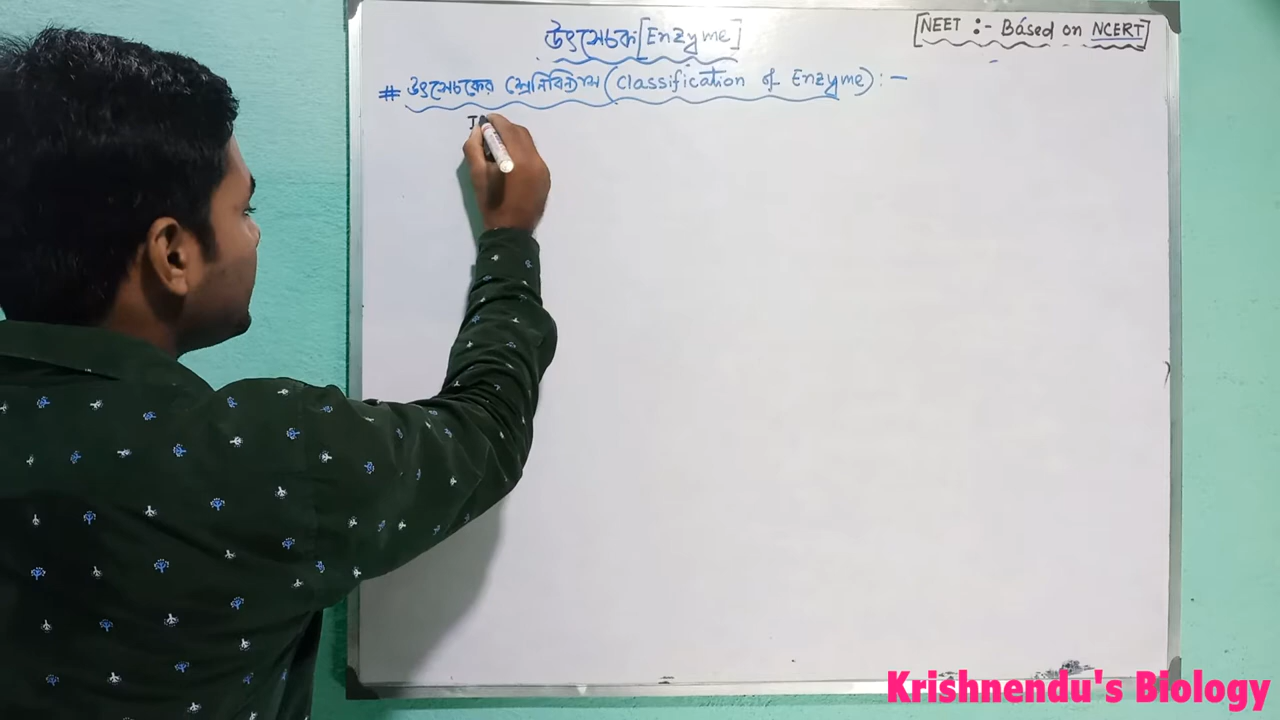 উৎসেচক [Enzyme]
[NEET :- Based on NCERT]
# উৎসেচকের শ্রেনিবিন্যাস (Classification of Enzyme) : -
Krishnendu's Biology